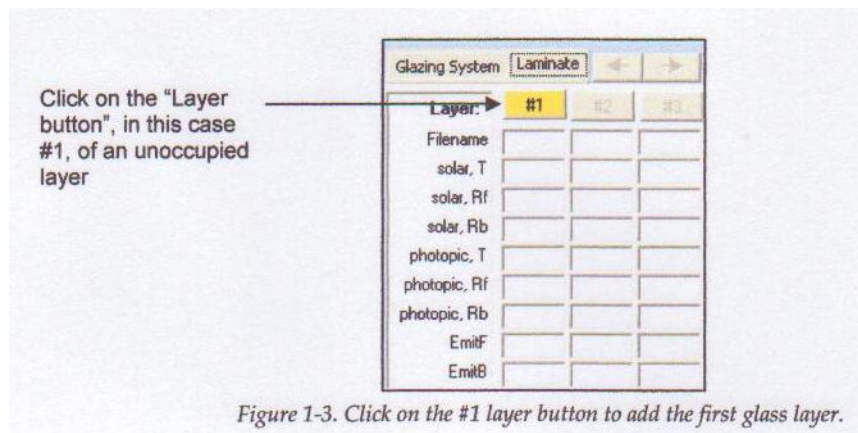 Glazing System Laminate
Click on the “Layer
button”, in this case
#1, of an unoccupied
layer
Layer: #1 #2 #3
Filename
solar, T
solar, Rf
solar, Rb
photopic, T
photopic, Rf
photopic, Rb
EmitF
EmitB
Figure 1-3. Click on the #1 layer button to add the first glass layer.